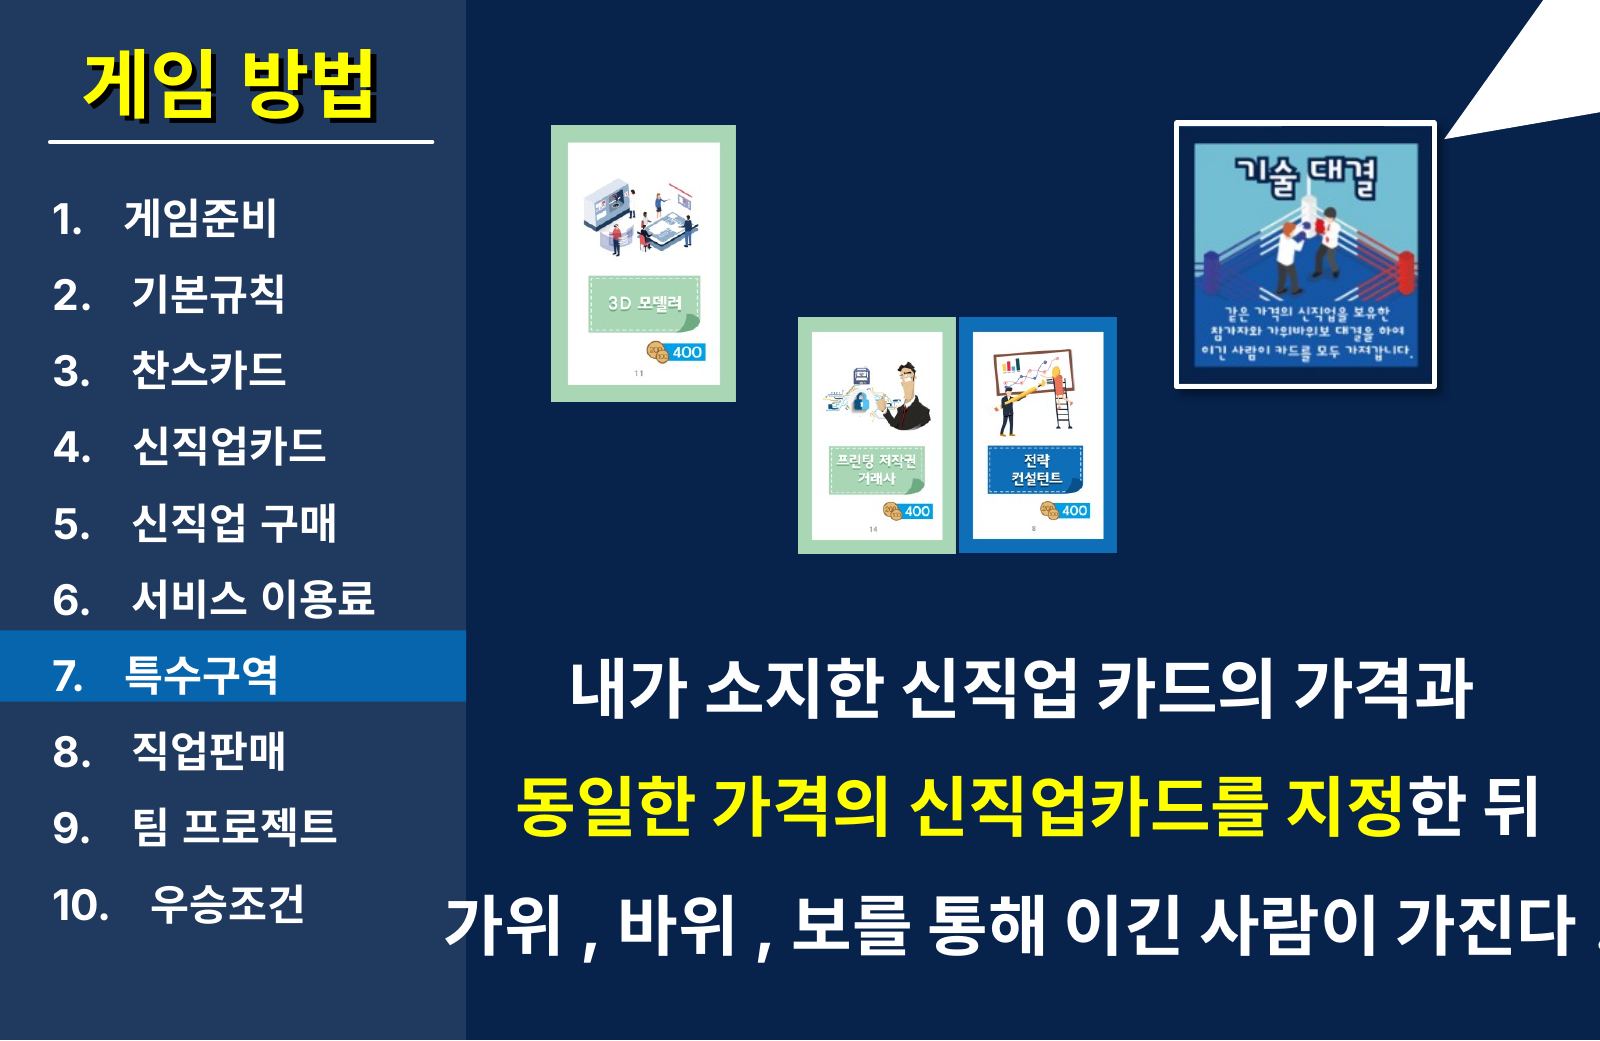 게임 방법
1. 게임준비
2. 기본규칙
3. 찬스카드
4. 신직업카드
5. 신직업 구매
6. 서비스 이용료
7. 특수구역
8. 직업판매
9. 팀 프로젝트
10. 우승조건
3D 모델러
400
11
프린팅 저작권
거래사
400
14
전략
컨설턴트
400
8
기술 대결
같은 가격의 신직업을 보유한
참가자와 가위바위보 대결을 하여
이긴 사람이 카드를 모두 가져갑니다.
내가 소지한 신직업 카드의 가격과
동일한 가격의 신직업카드를 지정한 뒤
가위 , 바위 , 보를 통해 이긴 사람이 가진다 .